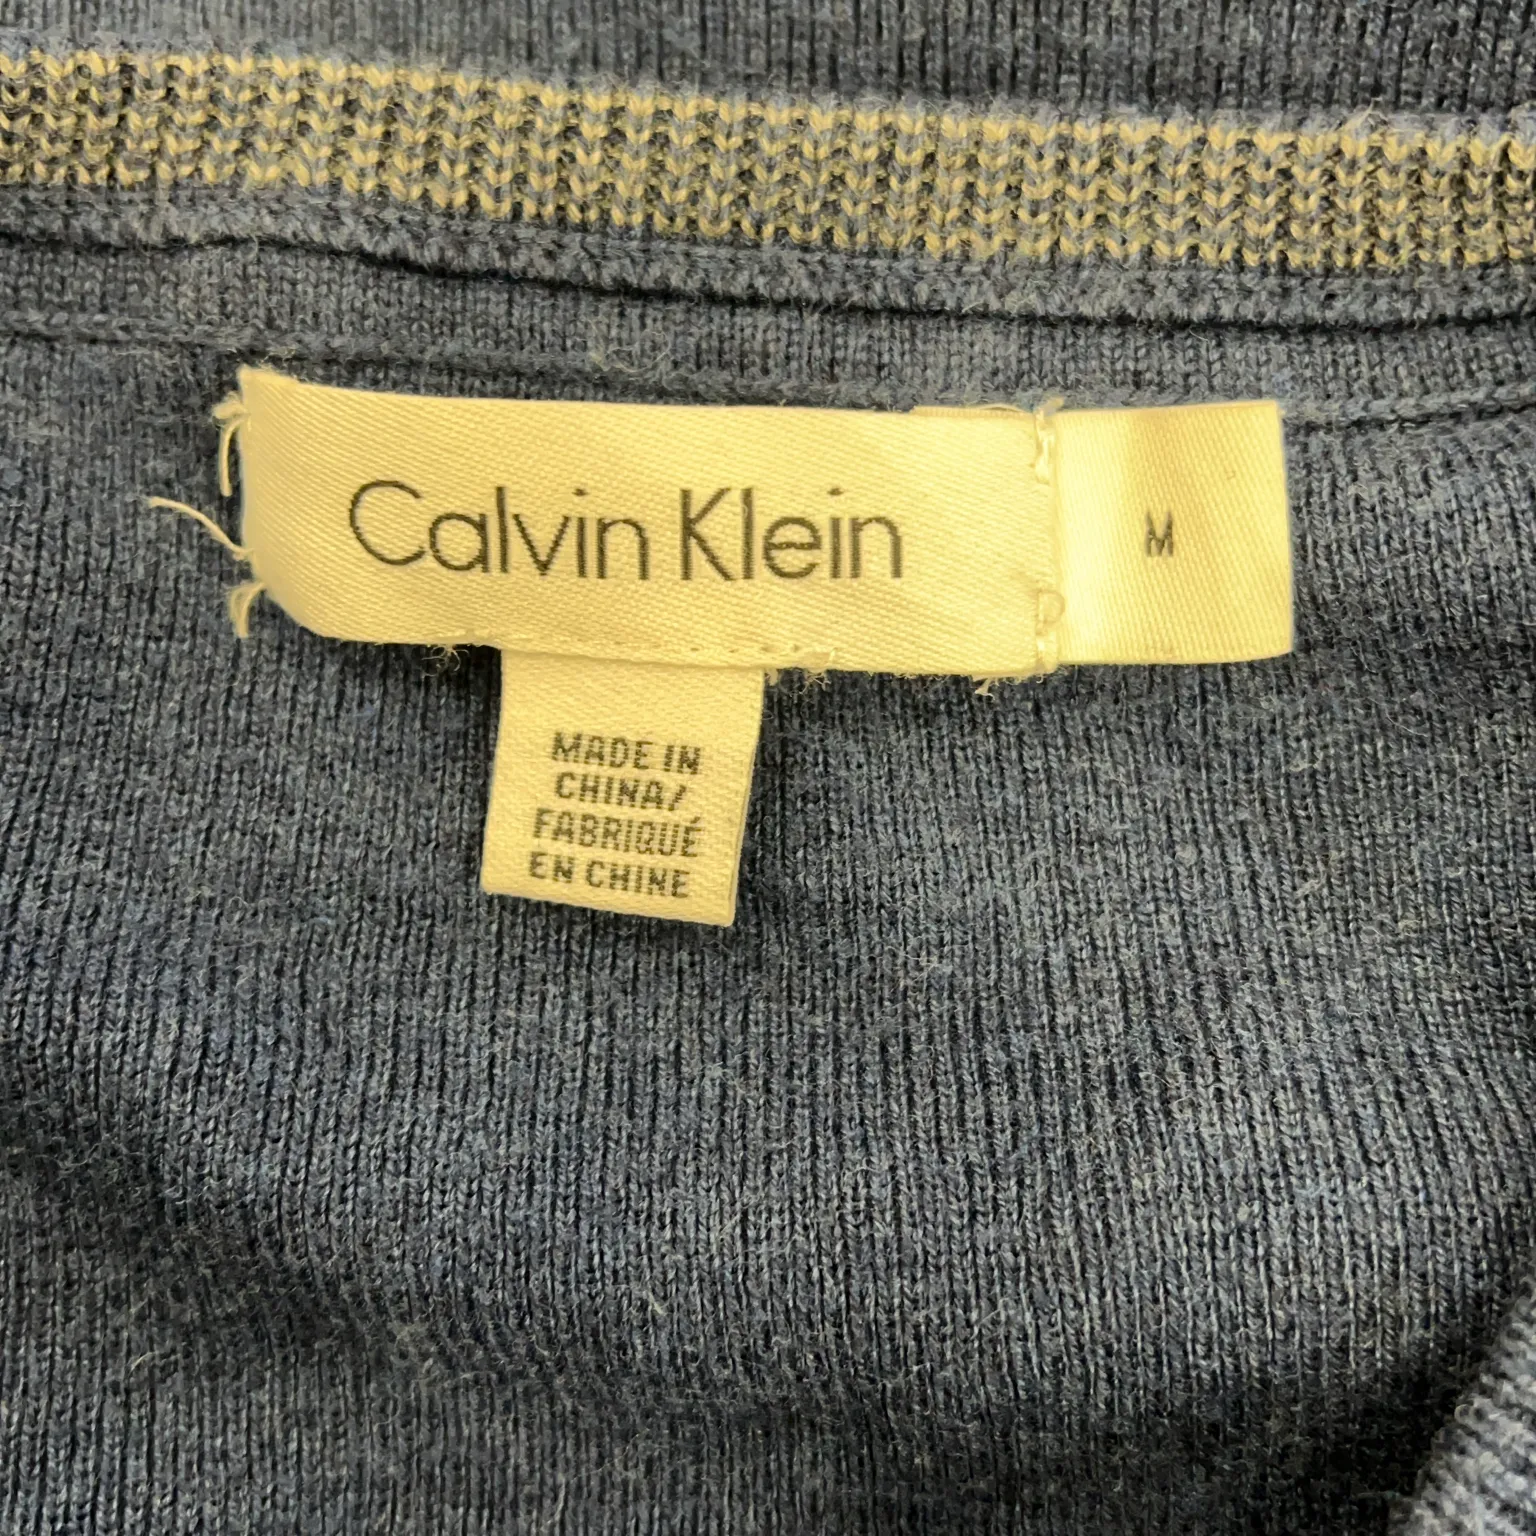 Calvin Klein
M
MADE IN
CHINA/
FABRIQUÉ
EN CHINE